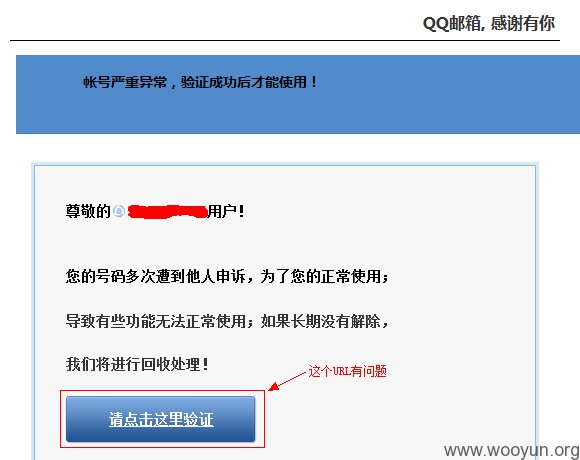 QQ邮箱, 感谢有你
帐号严重异常，验证成功后才能使用！
尊敬的 用户！
您的号码多次遭到他人申诉，为了您的正常使用；
导致有些功能无法正常使用；如果长期没有解除，
我们将进行回收处理！
这个URL有问题
请点击这里验证
www.wooyun.org